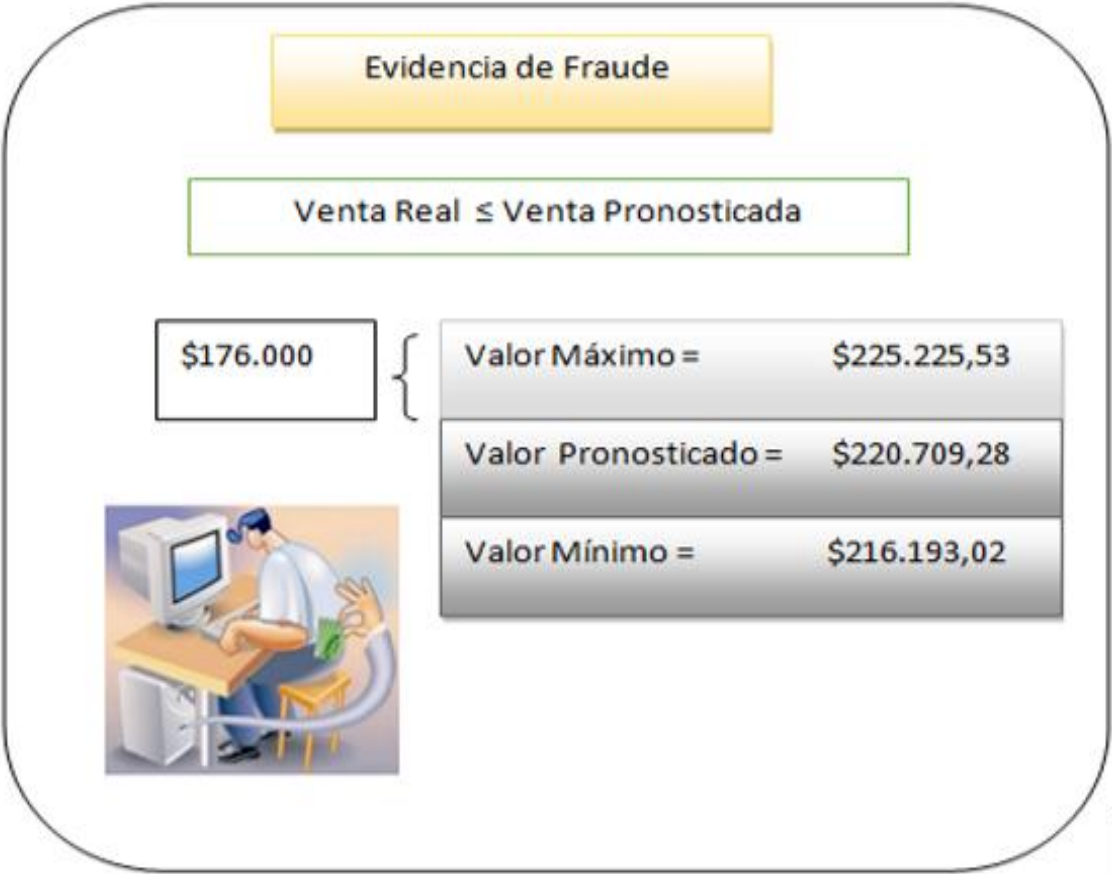 Evidencia de Fraude
Venta Real ≤ Venta Pronosticada
$176.000
Valor Máximo = $225.225,53
Valor Pronosticado = $220.709,28
Valor Mínimo = $216.193,02